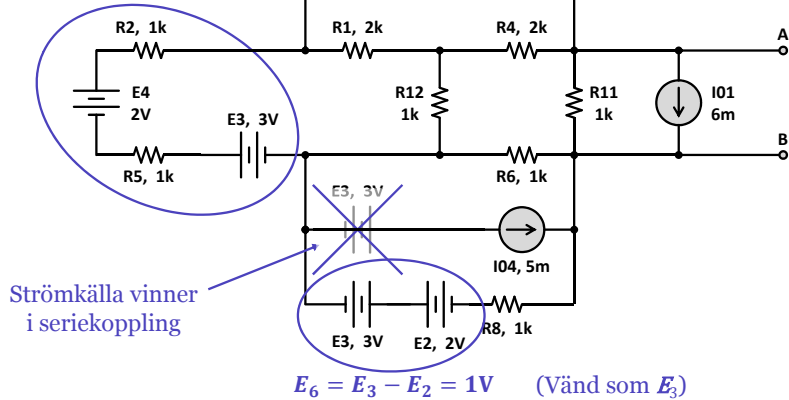 R2, 1k
R1, 2k
R4, 2k
A
E4
2V
R12
1k
R11
1k
I01
6m
E3, 3V
B
R5, 1k
R6, 1k
E3, 3V
I04, 5m
Strömkälla vinner
i seriekoppling
R8, 1k
E3, 3V
E2, 2V
E₆ = E₃ − E₂ = 1V (Vänd som E₃)